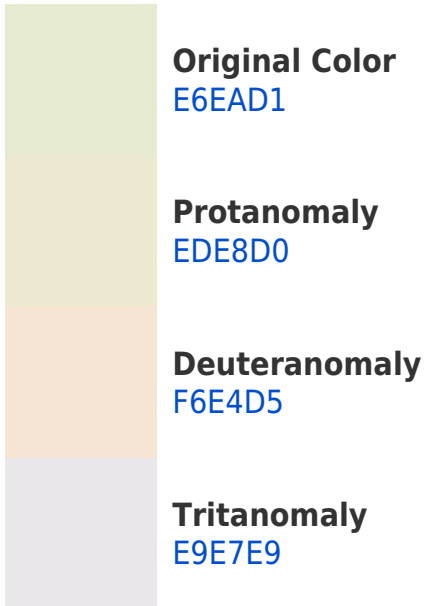 Original Color
E6EAD1
Protanomaly
EDE8D0
Deuteranomaly
F6E4D5
Tritanomaly
E9E7E9